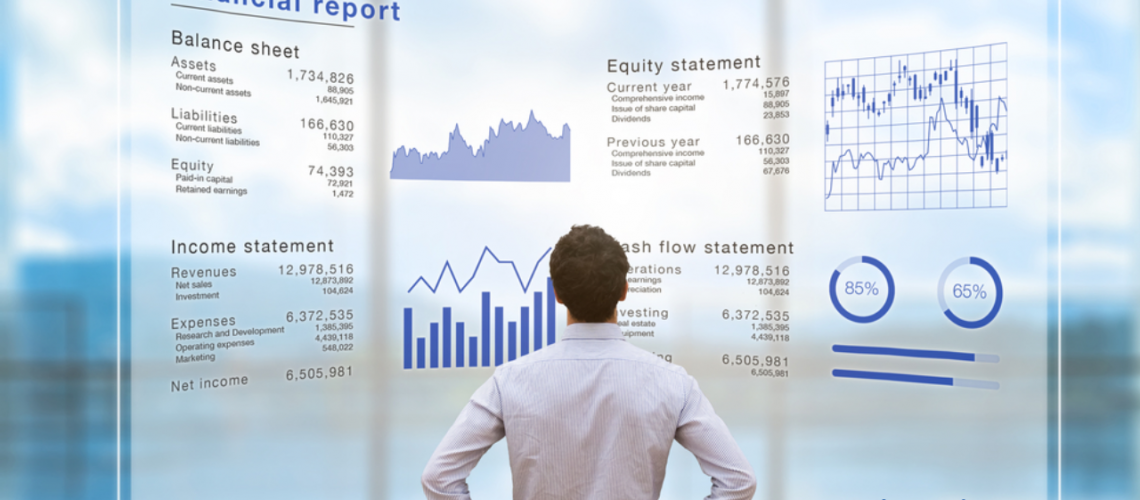 ancial report
Balance sheet
Assets 1,734,826
Current assets 88,905
Non-current assets 1,645,921
Liabilities 166,630
Current liabilities 110,327
Non-current liabilities 56,303
Equity 74,393
Paid-in capital 72,921
Retained earnings 1,472
Equity statement
Current year 1,774,576
Comprehensive income 15,897
Issue of share capital 88,905
Dividends 23,853
Previous year 166,630
Comprehensive income 110,327
Issue of share capital 56,303
Dividends 67,676
Income statement
Revenues 12,978,516
Net sales 12,873,892
Investment 104,624
Expenses 6,372,535
Research and Development 1,385,395
Operating expenses 4,439,118
Marketing 548,022
Net income 6,505,981
ash flow statement
erations 12,978,516
earnings 12,873,892
reciation 104,624
vesting 6,372,535
eal estate 1,385,395
uipment 4,439,118
ng 6,505,981
6,505,981
85%
65%